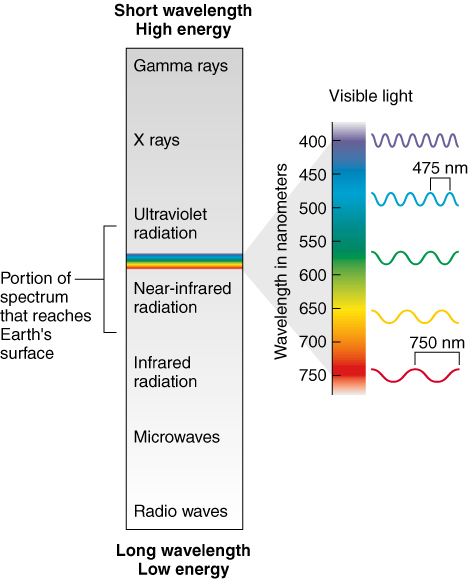 Short wavelength
High energy
Gamma rays
X rays
Ultraviolet
radiation
Near-infrared
radiation
Infrared
radiation
Microwaves
Radio waves
Long wavelength
Low energy
Portion of
spectrum
that reaches
Earth's
surface
Visible light
Wavelength in nanometers
400
450
500
550
600
650
700
750
475 nm
750 nm